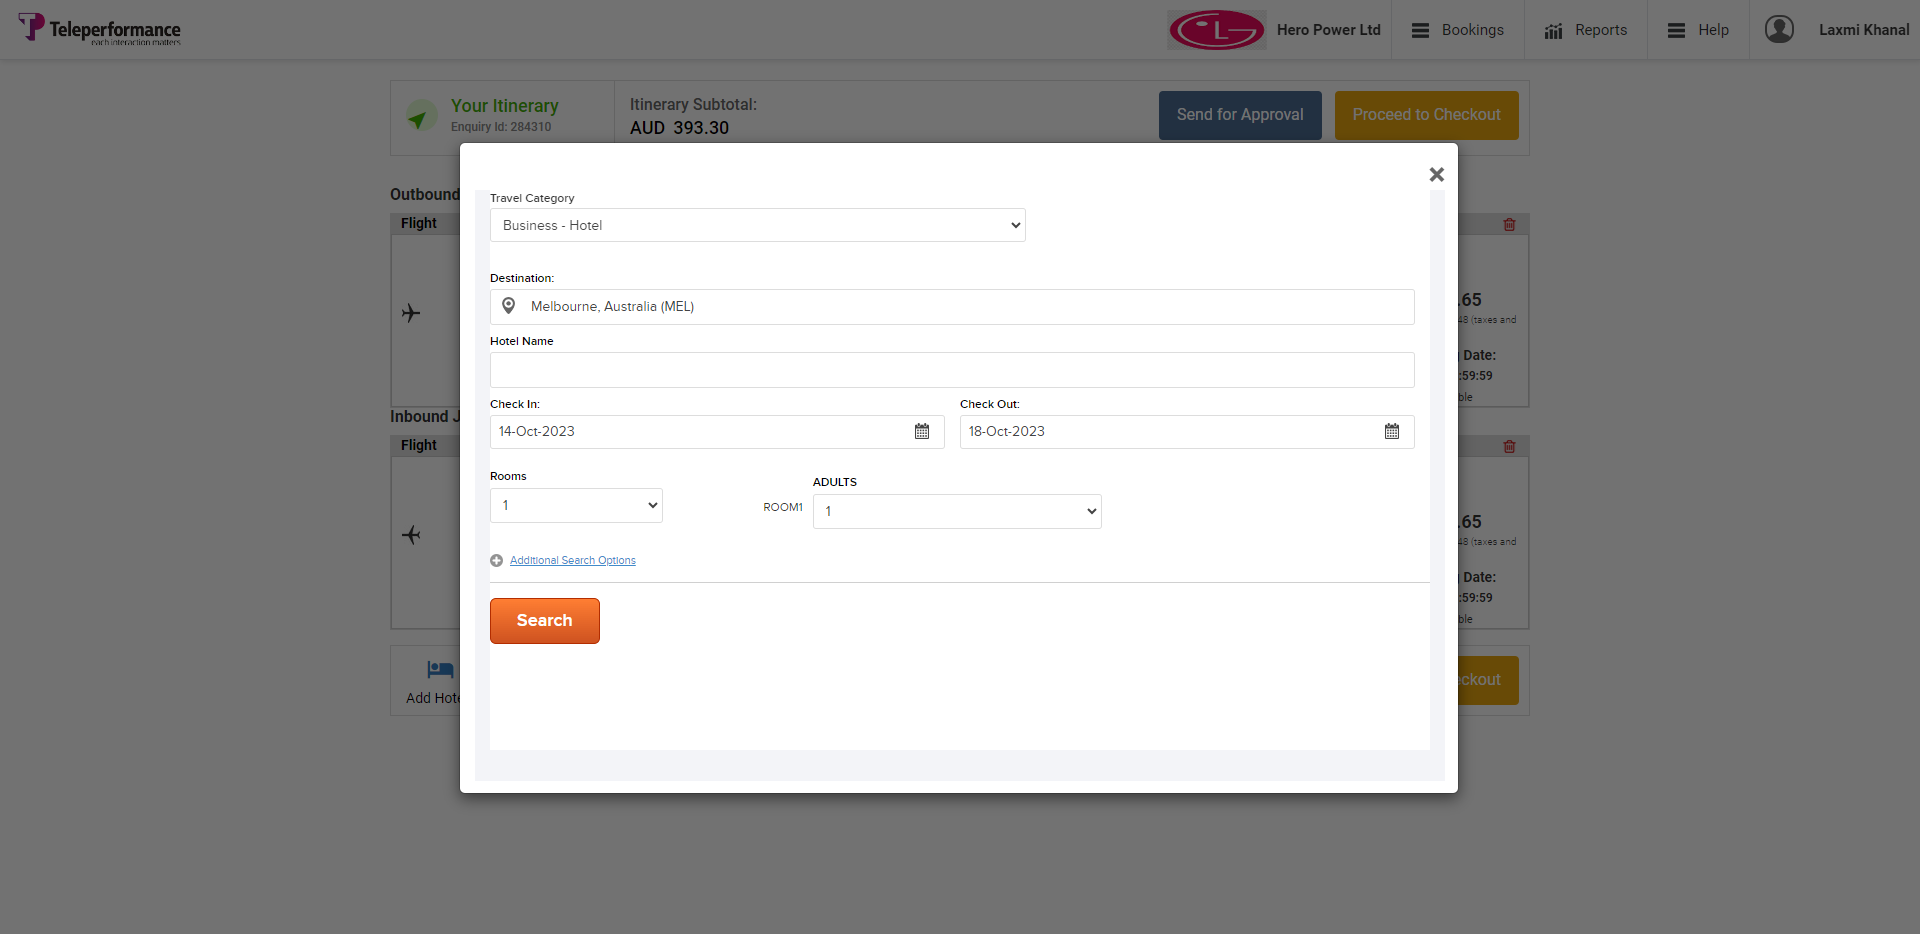 Teleperformance
each interaction matters
LG
Hero Power Ltd
Bookings
Reports
Help
Laxmi Khanal
Your Itinerary
Enquiry Id: 284310
Itinerary Subtotal:
AUD 393.30
Send for Approval
Proceed to Checkout
Outbound
Flight
Travel Category
Business - Hotel
Destination:
Melbourne, Australia (MEL)
Hotel Name
Check In:
Check Out:
14-Oct-2023
18-Oct-2023
Rooms
1
ROOM1
ADULTS
1
Additional Search Options
Search
.65
48 (taxes and
Date:
:59:59
ble
Inbound J
Flight
.65
48 (taxes and
Date:
:59:59
ble
Add Hote
eckout